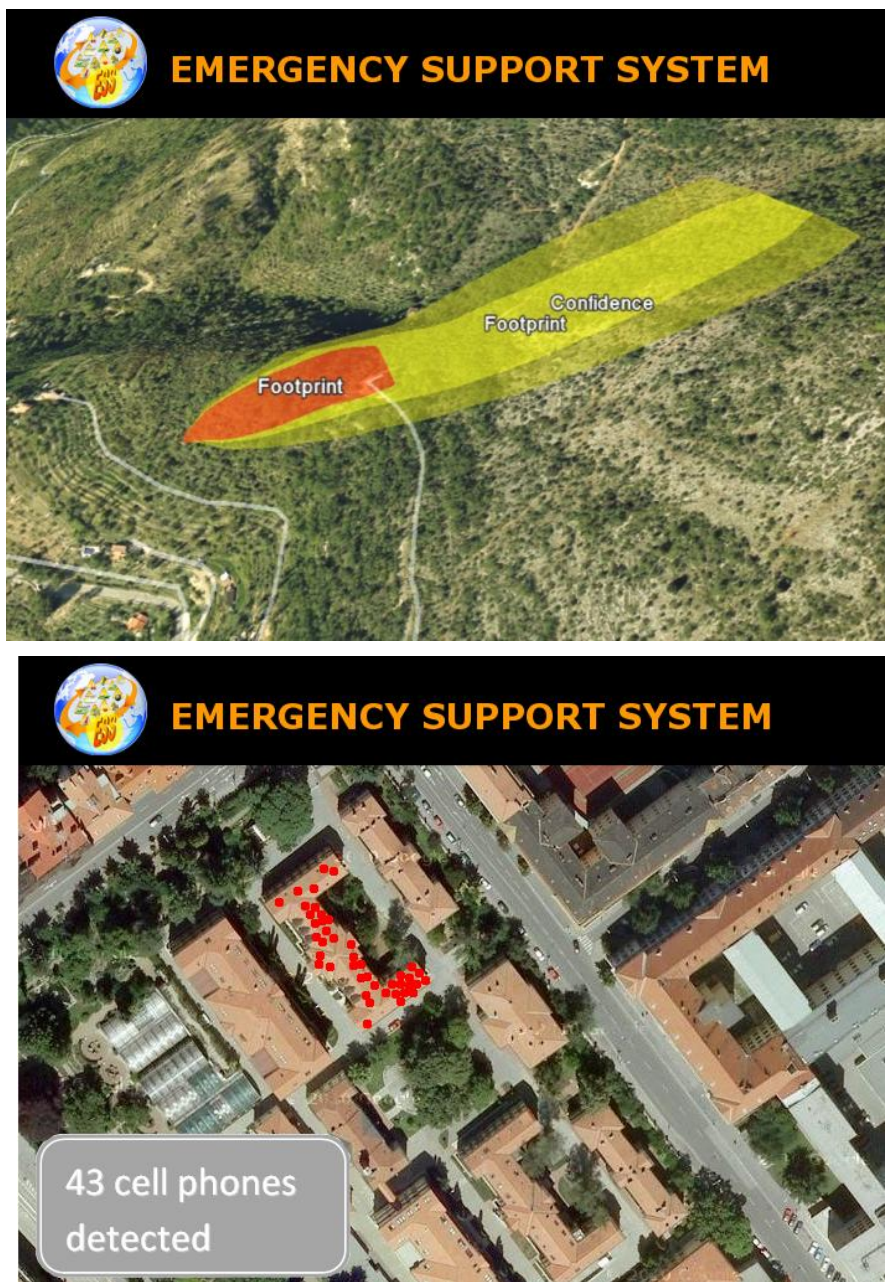 EMERGENCY SUPPORT SYSTEM
Confidence
Footprint
Footprint
EMERGENCY SUPPORT SYSTEM
43 cell phones
detected